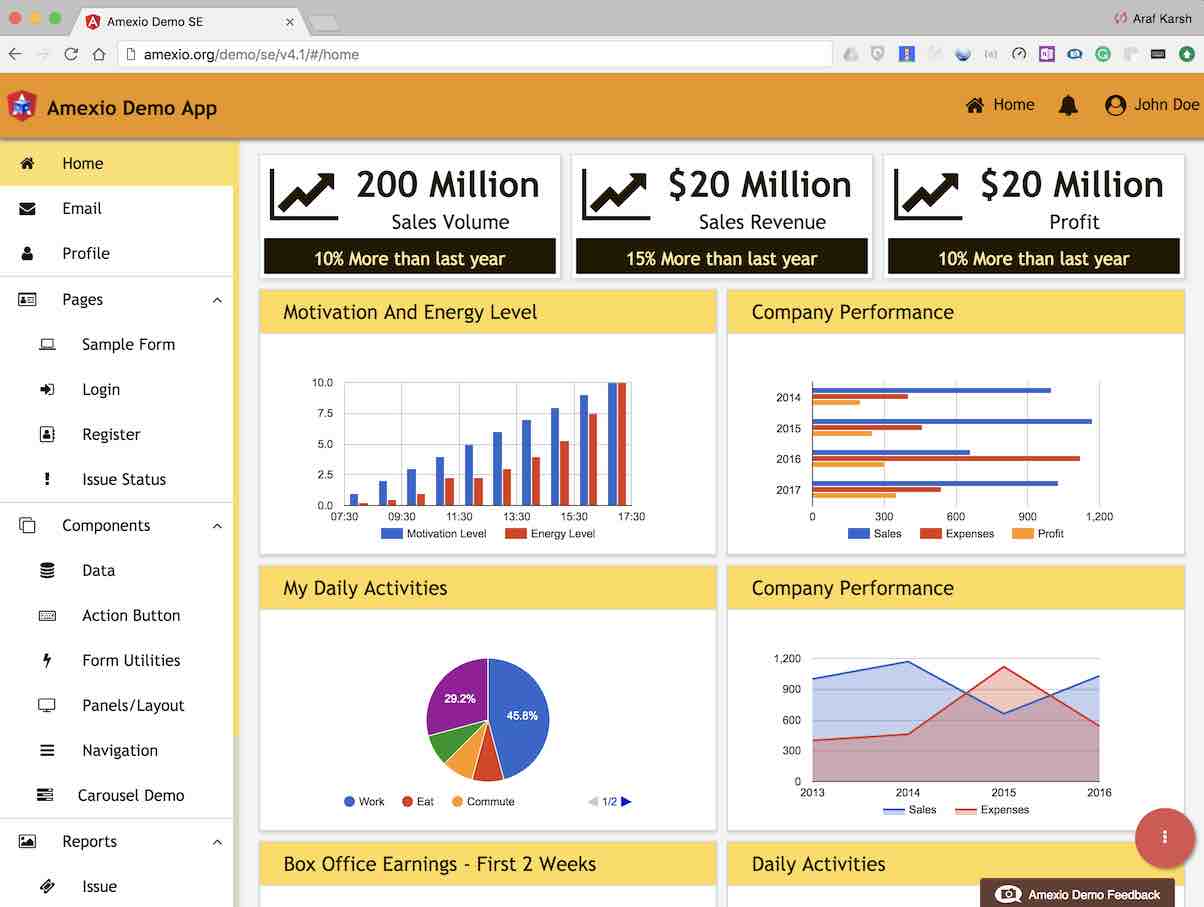 Amexio Demo SE
Araf Karsh
amexio.org/demo/se/v4.1/#/home
Amexio Demo App
Home
John Doe
Home
Email
Profile
Pages
Sample Form
Login
Register
Issue Status
Components
Data
Action Button
Form Utilities
Panels/Layout
Navigation
Carousel Demo
Reports
Issue
200 Million
Sales Volume
10% More than last year
$20 Million
Sales Revenue
15% More than last year
$20 Million
Profit
10% More than last year
Motivation And Energy Level
10.0
7.5
5.0
2.5
0.0
07:30 09:30 11:30 13:30 15:30 17:30
Motivation Level Energy Level
Company Performance
2014
2015
2016
2017
0 300 600 900 1,200
Sales Expenses Profit
My Daily Activities
29.2%
45.8%
Work Eat Commute 1/2
Company Performance
1,200
900
600
300
0
2013 2014 2015 2016
Sales Expenses
Box Office Earnings - First 2 Weeks
Daily Activities
Amexio Demo Feedback